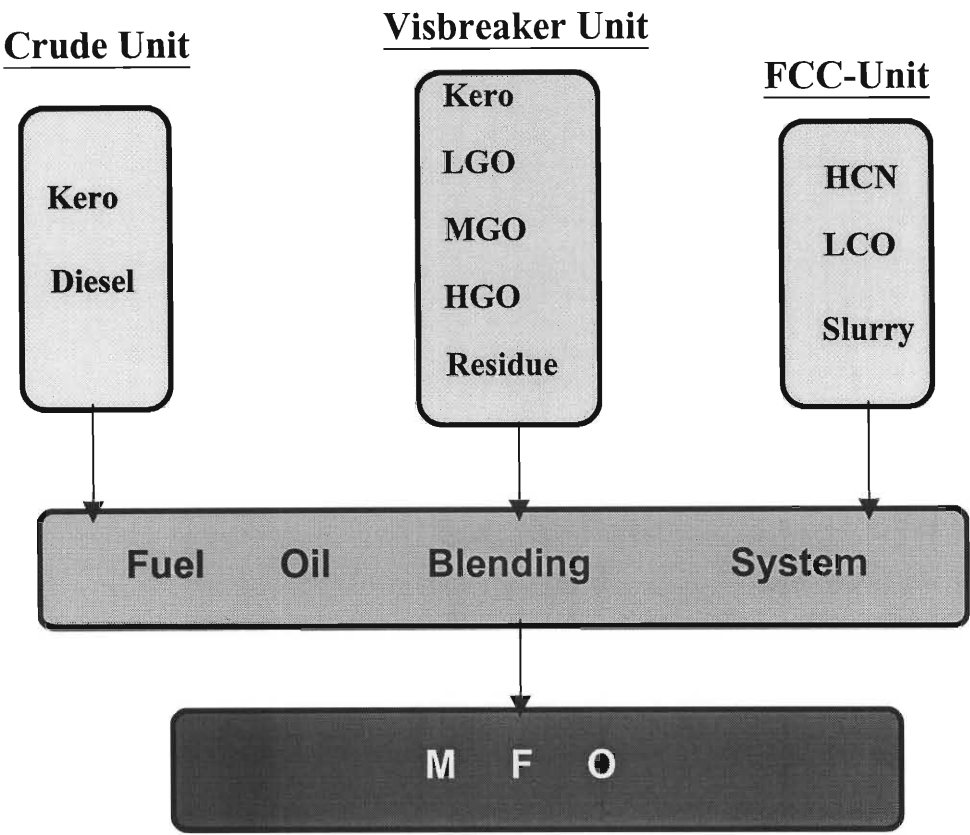 Crude Unit
Kero
Diesel
Visbreaker Unit
Kero
LGO
MGO
HGO
Residue
FCC-Unit
HCN
LCO
Slurry
Fuel Oil Blending System
M F O